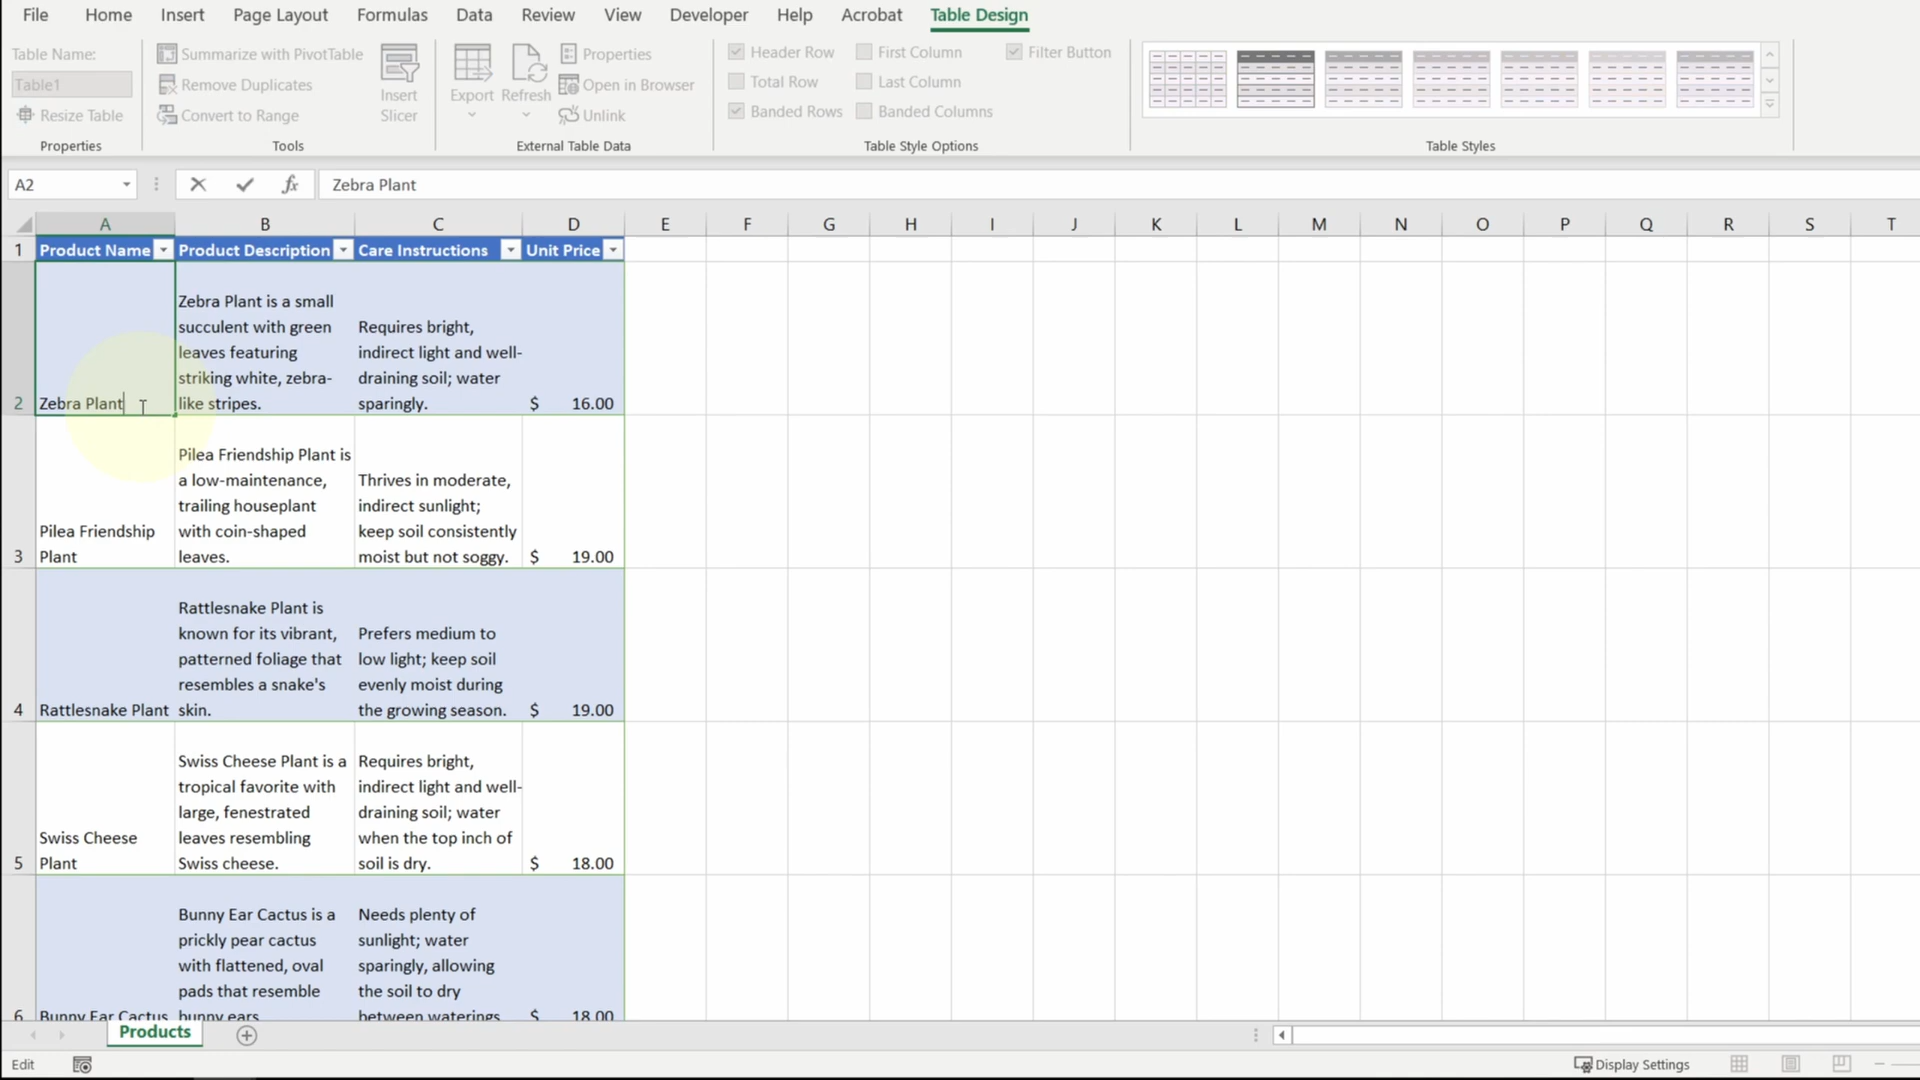 File Home Insert Page Layout Formulas Data Review View Developer Help Acrobat Table Design
Table Name:
Table1
Resize Table
Properties
Summarize with PivotTable
Remove Duplicates
Convert to Range
Tools
Insert
Slicer
Export
Refresh
Properties
Open in Browser
Unlink
External Table Data
Header Row First Column Filter Button
Total Row Last Column
Banded Rows Banded Columns
Table Style Options
Table Styles
A2 fx Zebra Plant
A B C D E F G H I J K L M N O P Q R S T
1 Product Name Product Description Care Instructions Unit Price
2
Zebra Plant
Zebra Plant is a small
succulent with green
leaves featuring
striking white, zebra-
like stripes.
Requires bright,
indirect light and well-
draining soil; water
sparingly.
$ 16.00
3
Pilea Friendship
Plant
Pilea Friendship Plant is
a low-maintenance,
trailing houseplant
with coin-shaped
leaves.
Thrives in moderate,
indirect sunlight;
keep soil consistently
moist but not soggy.
$ 19.00
4
Rattlesnake Plant
Rattlesnake Plant is
known for its vibrant,
patterned foliage that
resembles a snake's
skin.
Prefers medium to
low light; keep soil
evenly moist during
the growing season.
$ 19.00
5
Swiss Cheese
Plant
Swiss Cheese Plant is a
tropical favorite with
large, fenestrated
leaves resembling
Swiss cheese.
Requires bright,
indirect light and well-
draining soil; water
when the top inch of
soil is dry.
$ 18.00
6
Bunny Ear Cactus
Bunny Ear Cactus is a
prickly pear cactus
with flattened, oval
pads that resemble
bunny ears
Needs plenty of
sunlight; water
sparingly, allowing
the soil to dry
between waterings
$ 18.00
Products
Edit
Display Settings